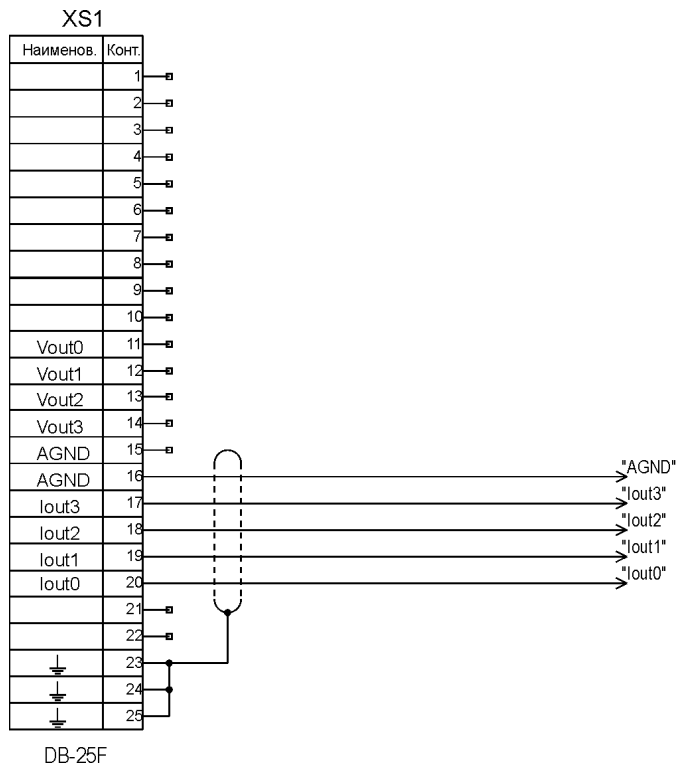 XS1
Наименов. Конт.
1
2
3
4
5
6
7
8
9
10
Vout0 11
Vout1 12
Vout2 13
Vout3 14
AGND 15
AGND 16 "AGND"
Iout3 17 "Iout3"
Iout2 18 "Iout2"
Iout1 19 "Iout1"
Iout0 20 "Iout0"
21
22
23
24
25
DB-25F